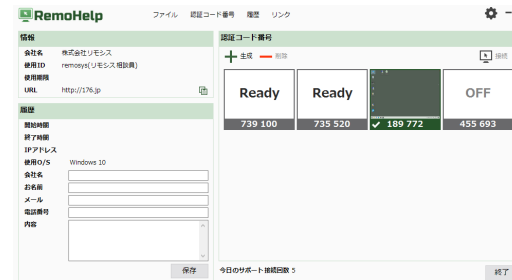 RemoHelp
ファイル 認証コード番号 履歴 リンク
情報
会社名 株式会社リモシス
使用ID remosys(リモシス相談員)
使用期限
URL http://176.jp
履歴
開始時間
終了時間
IPアドレス
使用O/S Windows 10
会社名
お名前
メール
電話番号
内容
保存
認証コード番号
生成 削除
接続
Ready Ready OFF
739 100 735 520 189 772 455 693
今日のサポート接続回数 5
終了